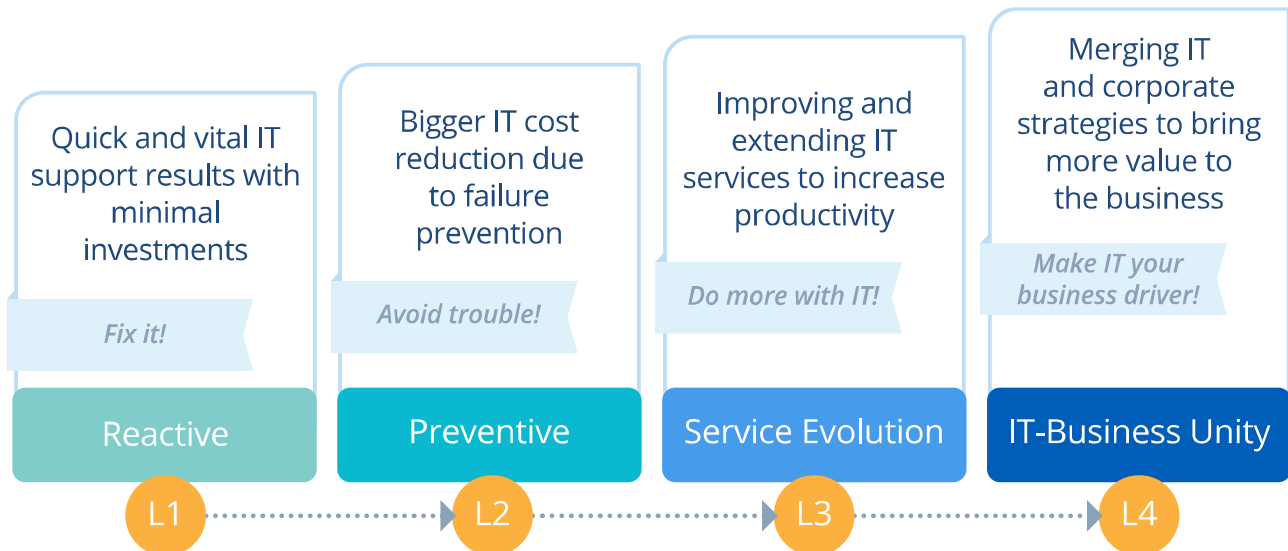 Quick and vital IT
support results with
minimal
investments
Fix it!
Reactive
L1
Bigger IT cost
reduction due
to failure
prevention
Avoid trouble!
Preventive
L2
Improving and
extending IT
services to increase
productivity
Do more with IT!
Service Evolution
L3
Merging IT
and corporate
strategies to bring
more value to
the business
Make IT your
business driver!
IT-Business Unity
L4